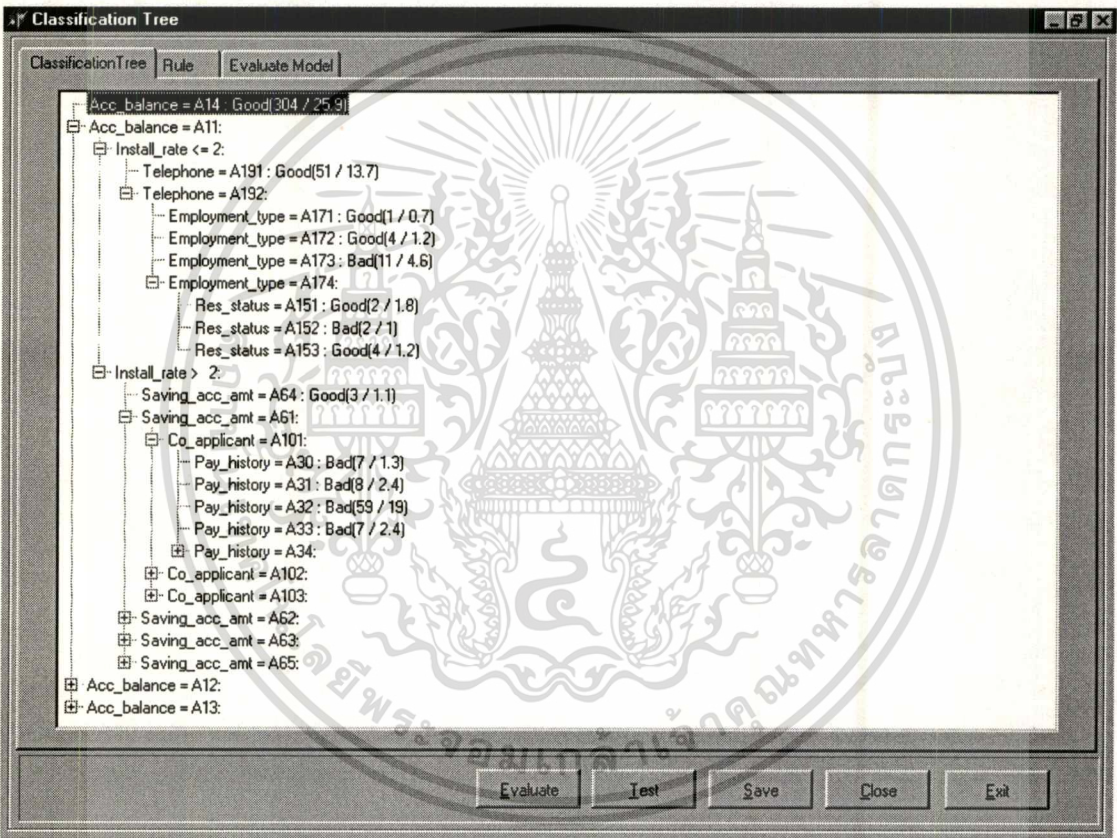 Classification Tree
ClassificationTree Rule Evaluate Model
Acc_balance = A14 : Good(304 / 25.9)
Acc_balance = A11:
Install_rate <= 2:
Telephone = A191 : Good(51 / 13.7)
Telephone = A192:
Employment_type = A171 : Good(1 / 0.7)
Employment_type = A172 : Good(4 / 1.2)
Employment_type = A173 : Bad(11 / 4.6)
Employment_type = A174:
Res_status = A151 : Good(2 / 1.8)
Res_status = A152 : Bad(2 / 1)
Res_status = A153 : Good(4 / 1.2)
Install_rate > 2:
Saving_acc_amt = A64 : Good(3 / 1.1)
Saving_acc_amt = A61:
Co_applicant = A101:
Pay_history = A30 : Bad(7 / 1.3)
Pay_history = A31 : Bad(8 / 2.4)
Pay_history = A32 : Bad(59 / 19)
Pay_history = A33 : Bad(7 / 2.4)
Pay_history = A34:
Co_applicant = A102:
Co_applicant = A103:
Saving_acc_amt = A62:
Saving_acc_amt = A63:
Saving_acc_amt = A65:
Acc_balance = A12:
Acc_balance = A13:
Evaluate Test Save Close Exit